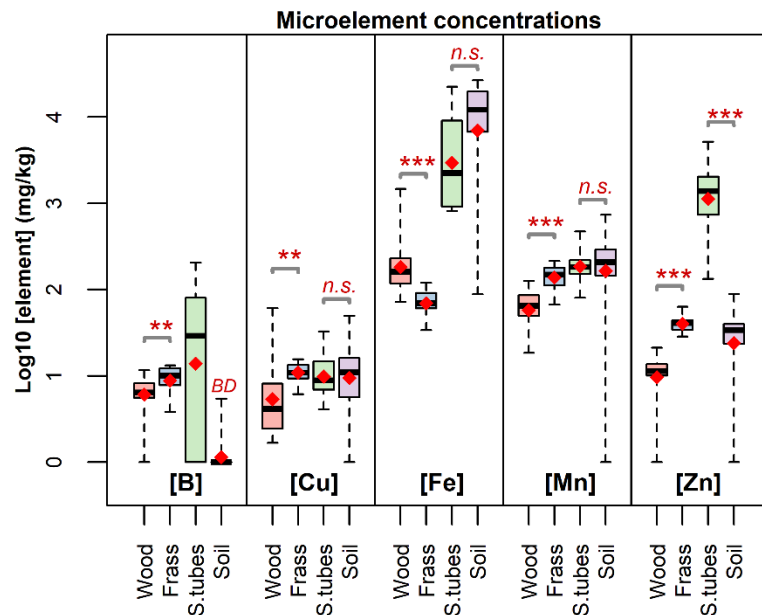 Microelement concentrations
Log10 [element] (mg/kg)
4
3
2
1
0
**
BD
**
n.s.
***
n.s.
***
n.s.
***
***
[B]
[Cu]
[Fe]
[Mn]
[Zn]
Wood
Frass
S.tubes
Soil
Wood
Frass
S.tubes
Soil
Wood
Frass
S.tubes
Soil
Wood
Frass
S.tubes
Soil
Wood
Frass
S.tubes
Soil